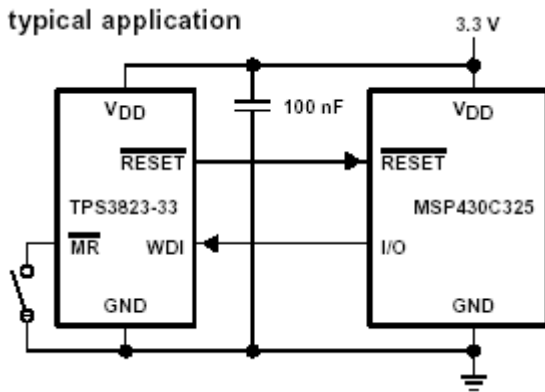 typical application
3.3 V
VDD
100 nF
VDD
RESET
RESET
TPS3823-33
MSP430C325
MR
WDI
I/O
GND
GND